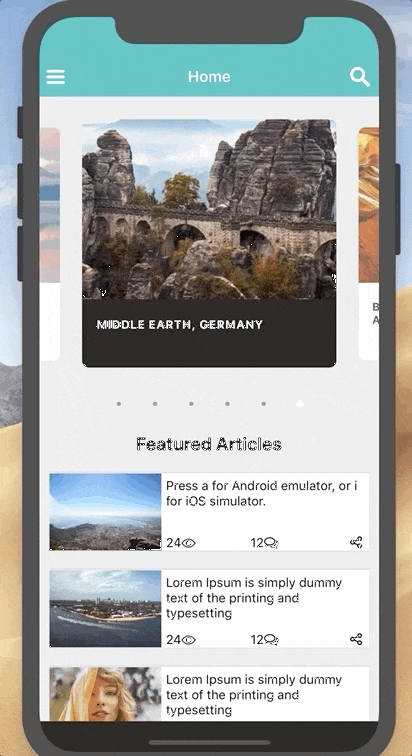 Home
B
A
MIDDLE EARTH, GERMANY
Featured Articles
Press a for Android emulator, or i
for iOS simulator.
24 12
Lorem Ipsum is simply dummy
text of the printing and
typesetting
24 12
Lorem Ipsum is simply dummy
text of the printing and
typesetting